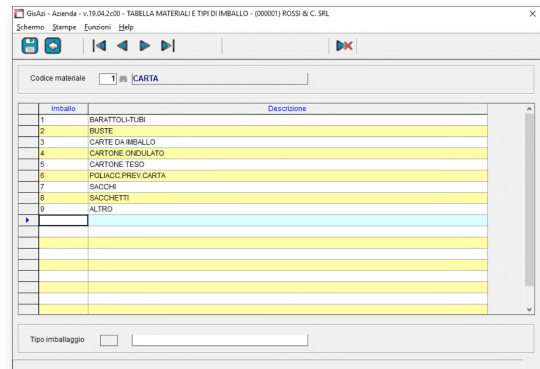 GisAzi - Azienda - v.19.04.2c00 - TABELLA MATERIALI E TIPI DI IMBALLO - (000001) ROSSI & C. SRL
Schermo Stampe Funzioni Help
Codice materiale 1 CARTA
Imballo Descrizione
1 BARATTOLI-TUBI
2 BUSTE
3 CARTE DA IMBALLO
4 CARTONE ONDULATO
5 CARTONE TESO
6 POLIACC.PREV.CARTA
7 SACCHI
8 SACCHETTI
9 ALTRO
Tipo imballaggio